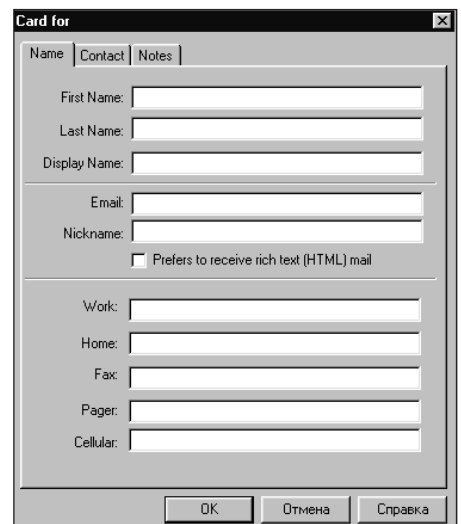 Card for
Name Contact Notes
First Name:
Last Name:
Display Name:
Email:
Nickname:
Prefers to receive rich text (HTML) mail
Work:
Home:
Fax:
Pager:
Cellular:
OK Отмена Справка